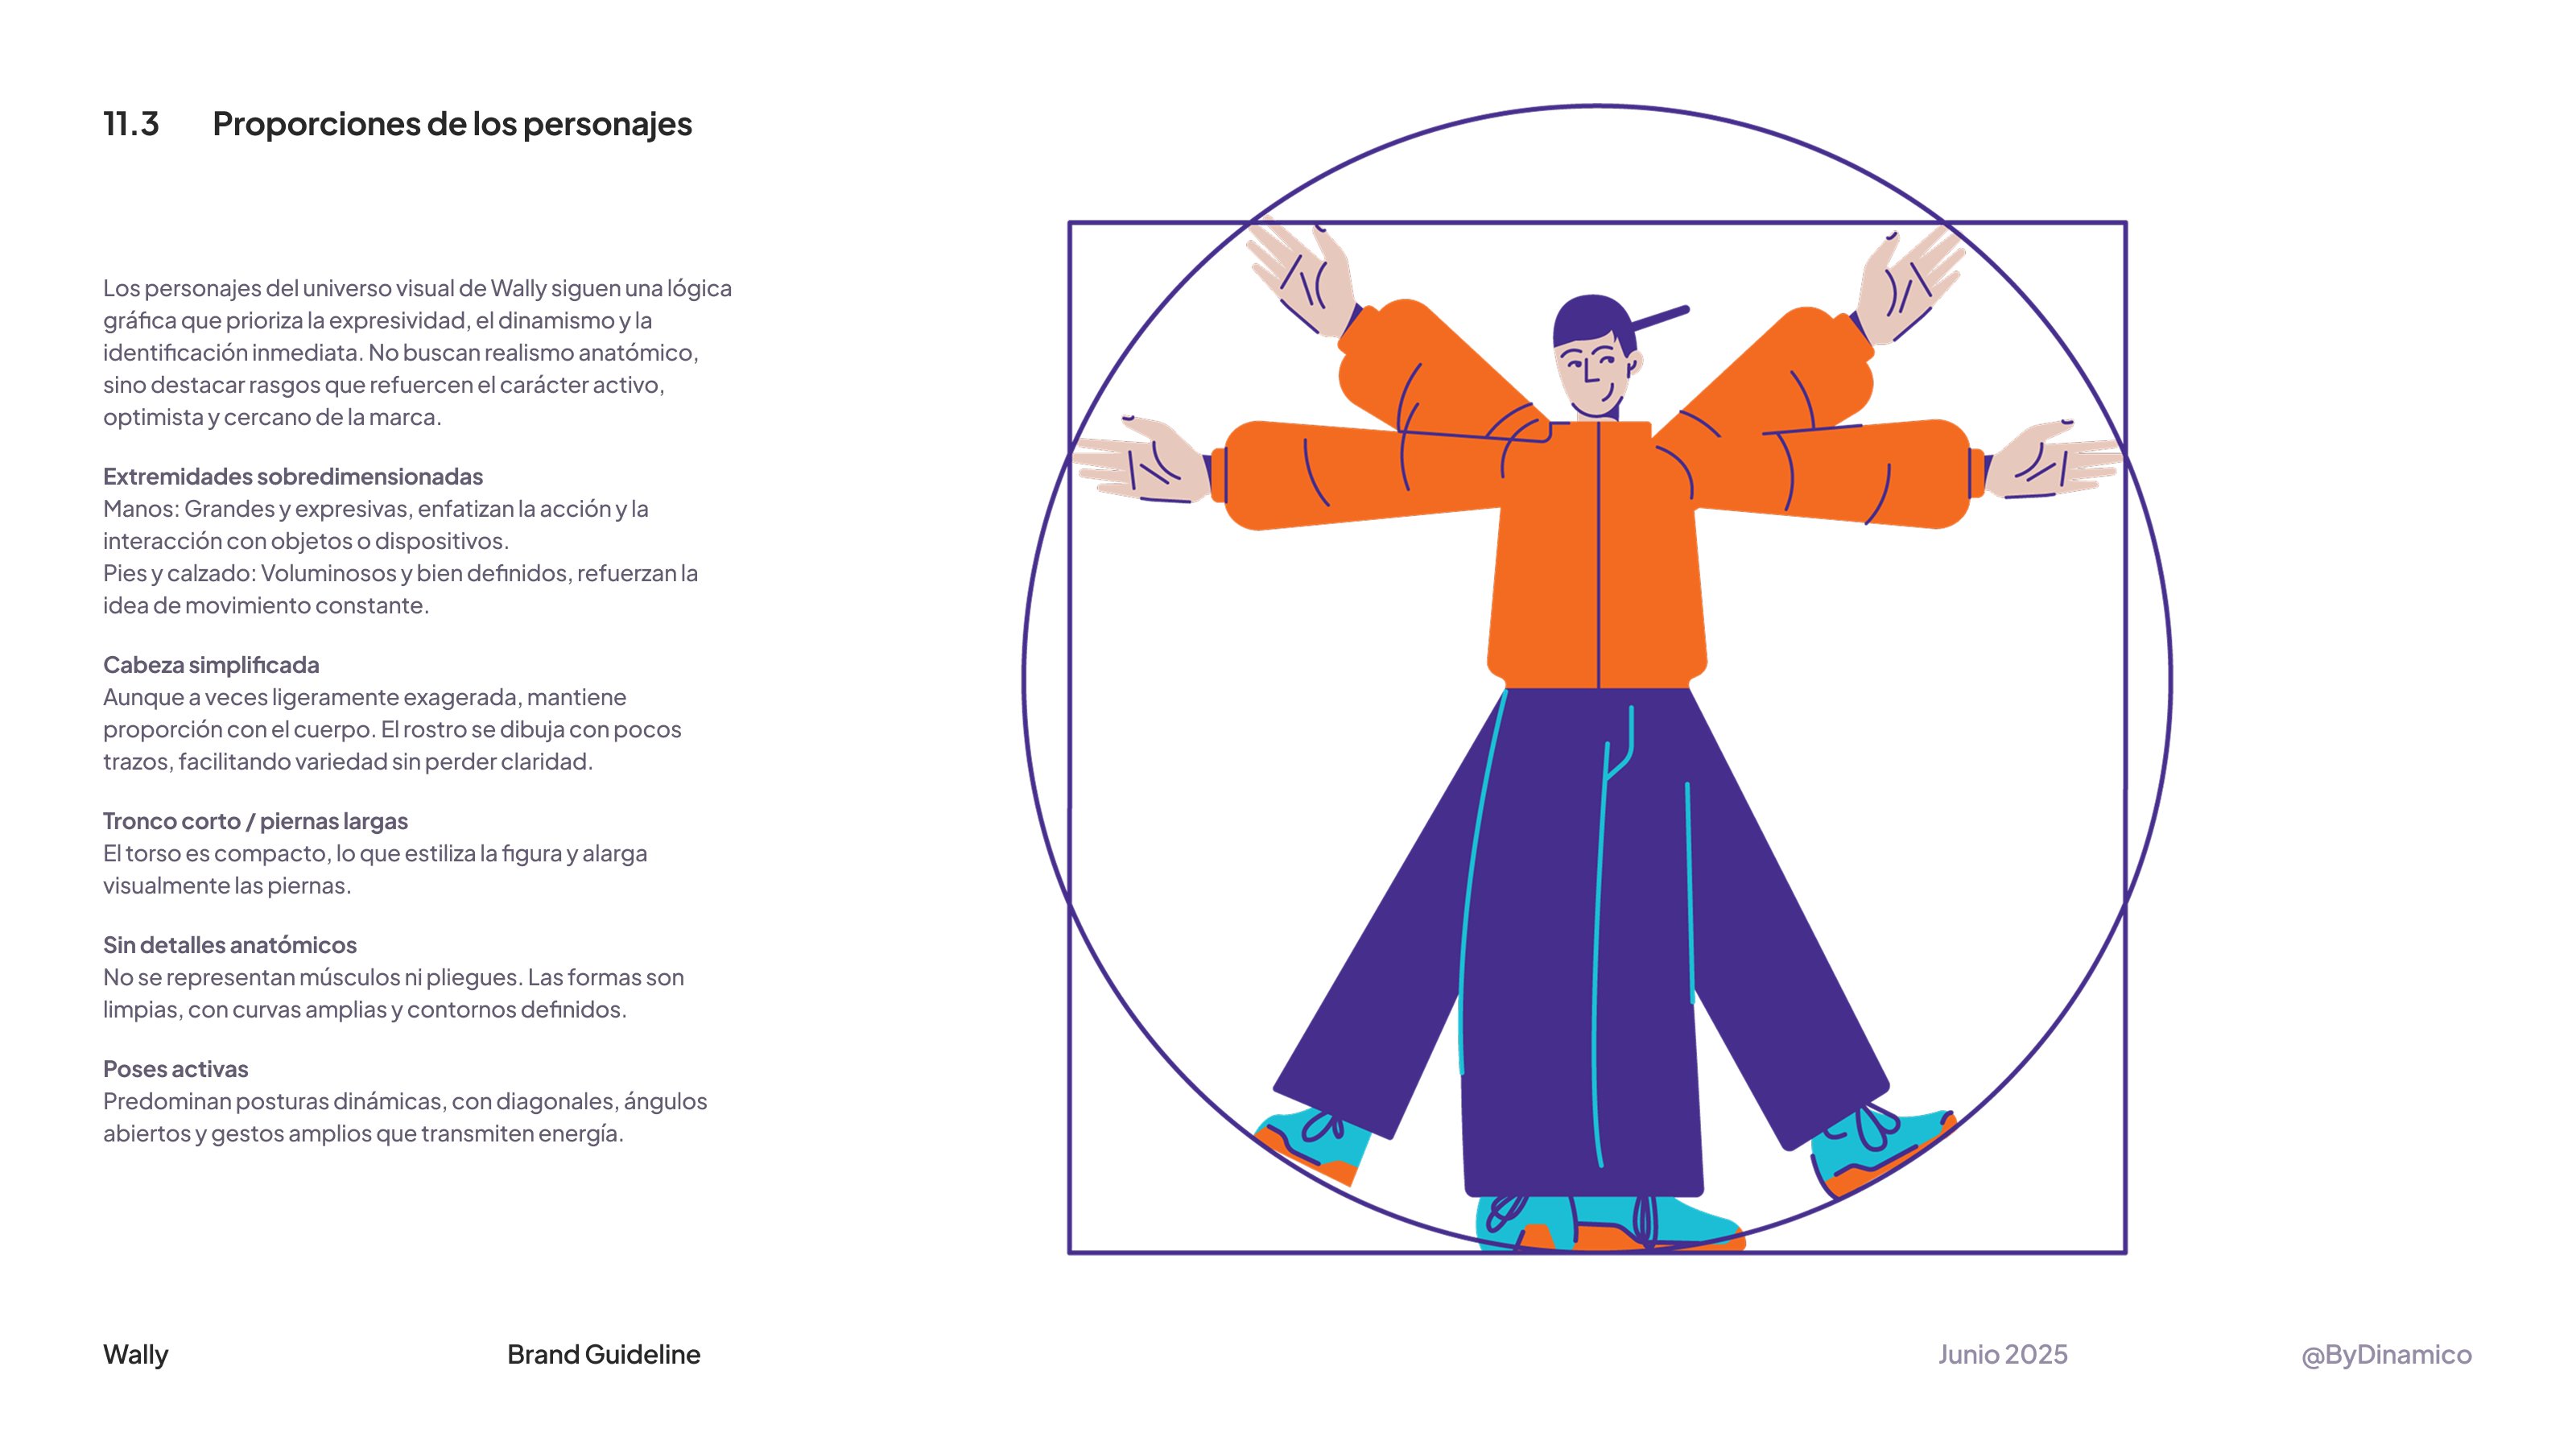 11.3 Proporciones de los personajes
Los personajes del universo visual de Wally siguen una lógica
gráfica que prioriza la expresividad, el dinamismo y la
identificación inmediata. No buscan realismo anatómico,
sino destacar rasgos que refuercen el carácter activo,
optimista y cercano de la marca.
Extremidades sobredimensionadas
Manos: Grandes y expresivas, enfatizan la acción y la
interacción con objetos o dispositivos.
Pies y calzado: Voluminosos y bien definidos, refuerzan la
idea de movimiento constante.
Cabeza simplificada
Aunque a veces ligeramente exagerada, mantiene
proporción con el cuerpo. El rostro se dibuja con pocos
trazos, facilitando variedad sin perder claridad.
Tronco corto / piernas largas
El torso es compacto, lo que estiliza la figura y alarga
visualmente las piernas.
Sin detalles anatómicos
No se representan músculos ni pliegues. Las formas son
limpias, con curvas amplias y contornos definidos.
Poses activas
Predominan posturas dinámicas, con diagonales, ángulos
abiertos y gestos amplios que transmiten energía.
Wally Brand Guideline Junio 2025 @ByDinamico